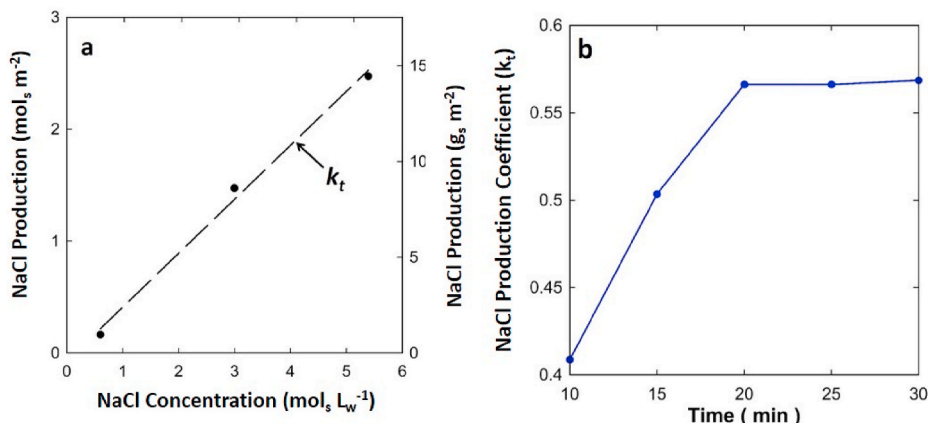 a
NaCl Production (mol_s m^-2)
3
2
1
0
15
10
5
0
NaCl Production (g_s m^-2)
k_t
0 1 2 3 4 5 6
NaCl Concentration (mol_s L_w^-1)
b
NaCl Production Coefficient (k_t)
0.6
0.55
0.5
0.45
0.4
10 15 20 25 30
Time ( min )